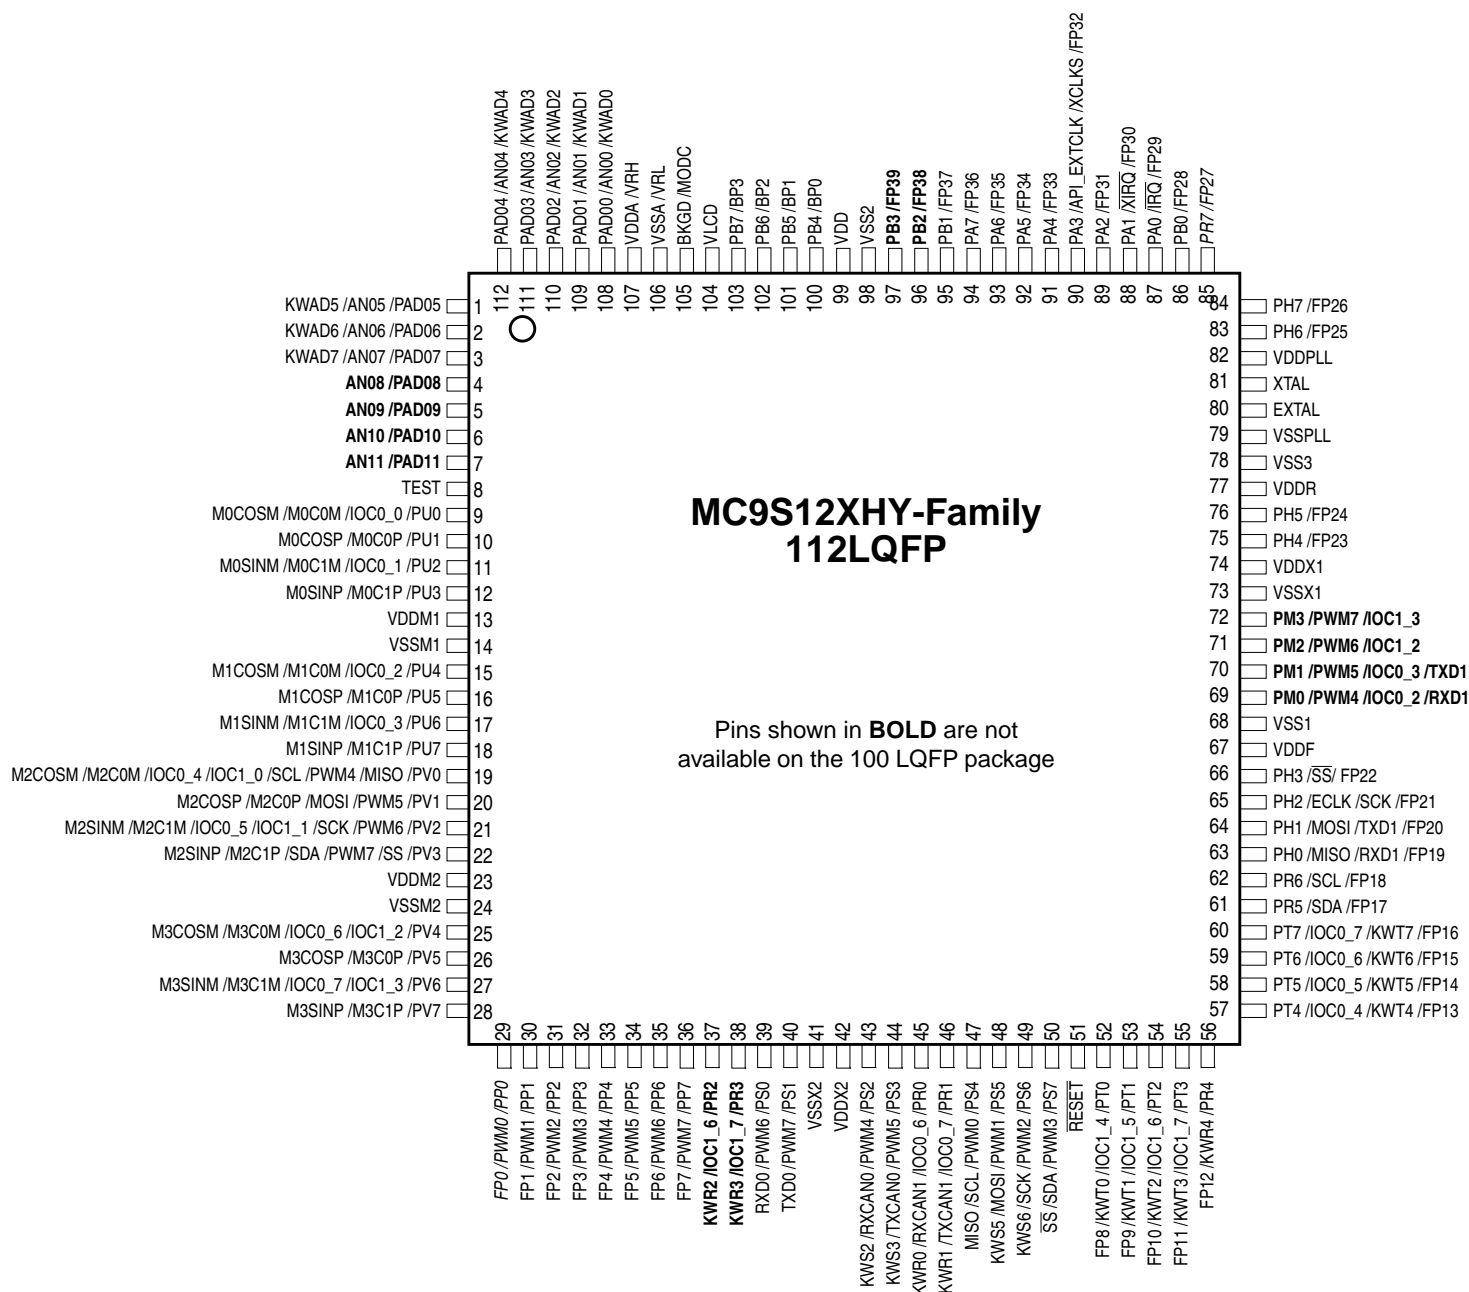 PAD04 /AN04 /KWAD4
PAD03 /AN03 /KWAD3
PAD02 /AN02 /KWAD2
PAD01 /AN01 /KWAD1
PAD00 /AN00 /KWAD0
VDDA /VRH
VSSA /VRL
BKGD /MODC
VLCD
PB7 /BP3
PB6 /BP2
PB5 /BP1
PB4 /BP0
VDD
VSS2
PB3 /FP39
PB2 /FP38
PB1 /FP37
PA7 /FP36
PA6 /FP35
PA5 /FP34
PA4 /FP33
PA3 /API_EXTCLK /XCLKS /FP32
PA2 /FP31
PA1 /XIRQ /FP30
PA0 /IRQ /FP29
PB0 /FP28
PR7 /FP27
112
111
110
109
108
107
106
105
104
103
102
101
100
99
98
97
96
95
94
93
92
91
90
89
88
87
86
85
KWAD5 /AN05 /PAD05 1
KWAD6 /AN06 /PAD06 2
KWAD7 /AN07 /PAD07 3
AN08 /PAD08 4
AN09 /PAD09 5
AN10 /PAD10 6
AN11 /PAD11 7
TEST 8
M0COSM /M0C0M /IOC0_0 /PU0 9
M0COSP /M0C0P /PU1 10
M0SINM /M0C1M /IOC0_1 /PU2 11
M0SINP /M0C1P /PU3 12
VDDM1 13
VSSM1 14
M1COSM /M1C0M /IOC0_2 /PU4 15
M1COSP /M1C0P /PU5 16
M1SINM /M1C1M /IOC0_3 /PU6 17
M1SINP /M1C1P /PU7 18
M2COSM /M2C0M /IOC0_4 /IOC1_0 /SCL /PWM4 /MISO /PV0 19
M2COSP /M2C0P /MOSI /PWM5 /PV1 20
M2SINM /M2C1M /IOC0_5 /IOC1_1 /SCK /PWM6 /PV2 21
M2SINP /M2C1P /SDA /PWM7 /SS /PV3 22
VDDM2 23
VSSM2 24
M3COSM /M3C0M /IOC0_6 /IOC1_2 /PV4 25
M3COSP /M3C0P /PV5 26
M3SINM /M3C1M /IOC0_7 /IOC1_3 /PV6 27
M3SINP /M3C1P /PV7 28
MC9S12XHY-Family
112LQFP
Pins shown in BOLD are not
available on the 100 LQFP package
84 PH7 /FP26
83 PH6 /FP25
82 VDDPLL
81 XTAL
80 EXTAL
79 VSSPLL
78 VSS3
77 VDDR
76 PH5 /FP24
75 PH4 /FP23
74 VDDX1
73 VSSX1
72 PM3 /PWM7 /IOC1_3
71 PM2 /PWM6 /IOC1_2
70 PM1 /PWM5 /IOC0_3 /TXD1
69 PM0 /PWM4 /IOC0_2 /RXD1
68 VSS1
67 VDDF
66 PH3 /SS/ FP22
65 PH2 /ECLK /SCK /FP21
64 PH1 /MOSI /TXD1 /FP20
63 PH0 /MISO /RXD1 /FP19
62 PR6 /SCL /FP18
61 PR5 /SDA /FP17
60 PT7 /IOC0_7 /KWT7 /FP16
59 PT6 /IOC0_6 /KWT6 /FP15
58 PT5 /IOC0_5 /KWT5 /FP14
57 PT4 /IOC0_4 /KWT4 /FP13
29
30
31
32
33
34
35
36
37
38
39
40
41
42
43
44
45
46
47
48
49
50
51
52
53
54
55
56
FP0 /PWM0 /PP0
FP1 /PWM1 /PP1
FP2 /PWM2 /PP2
FP3 /PWM3 /PP3
FP4 /PWM4 /PP4
FP5 /PWM5 /PP5
FP6 /PWM6 /PP6
FP7 /PWM7 /PP7
KWR2 /IOC1_6 /PR2
KWR3 /IOC1_7 /PR3
RXD0 /PWM6 /PS0
TXD0 /PWM7 /PS1
VSSX2
VDDX2
KWS2 /RXCAN0 /PWM4 /PS2
KWS3 /TXCAN0 /PWM5 /PS3
KWR0 /RXCAN1 /IOC0_6 /PR0
KWR1 /TXCAN1 /IOC0_7 /PR1
MISO /SCL /PWM0 /PS4
KWS5 /MOSI /PWM1 /PS5
KWS6 /SCK /PWM2 /PS6
SS /SDA /PWM3 /PS7
RESET
FP8 /KWT0 /IOC1_4 /PT0
FP9 /KWT1 /IOC1_5 /PT1
FP10 /KWT2 /IOC1_6 /PT2
FP11 /KWT3 /IOC1_7 /PT3
FP12 /KWR4 /PR4